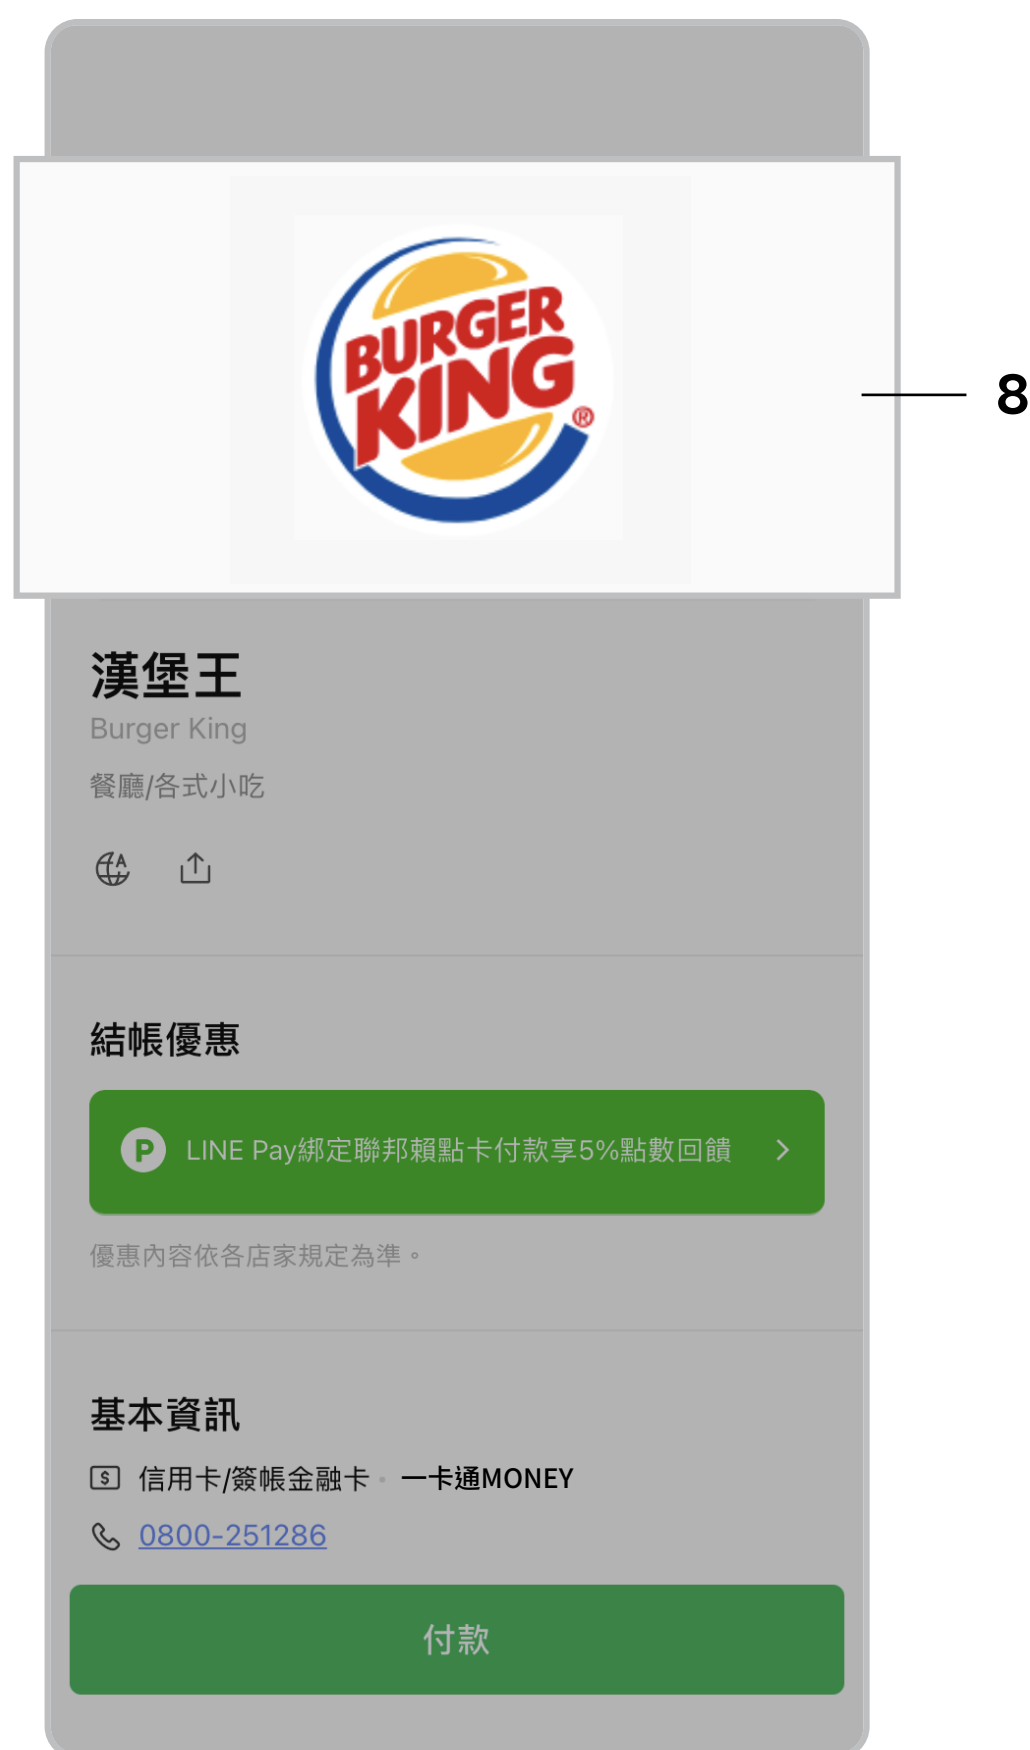 BURGER
KING®
8
漢堡王
Burger King
餐廳/各式小吃
結帳優惠
P LINE Pay綁定聯邦賴點卡付款享5%點數回饋
優惠內容依各店家規定為準。
基本資訊
信用卡/簽帳金融卡 • 一卡通MONEY
0800-251286
付款